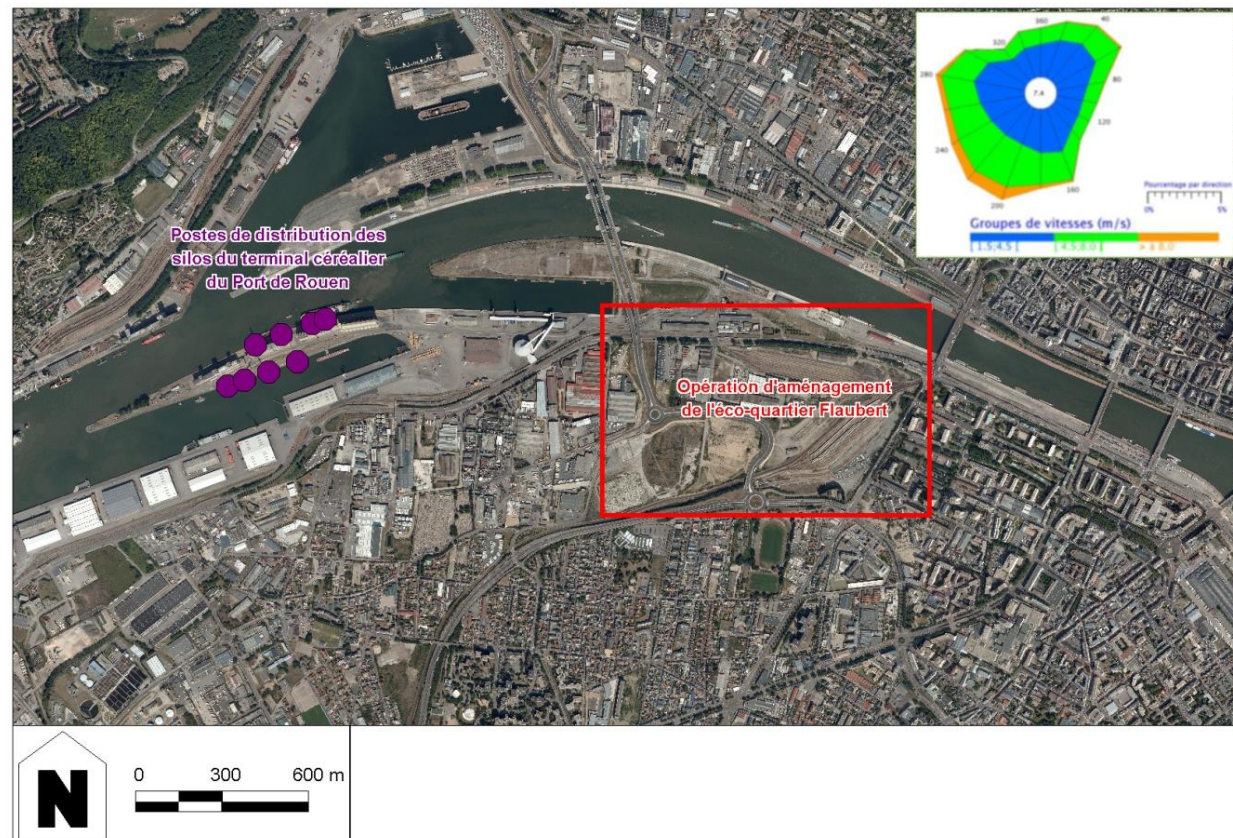 360
40
320
280
80
7.4
120
240
160
200
Pourcentage par direction
0%
5%
Groupes de vitesses (m/s)
[ 1.5;4.5 [
[ 4.5;8.0 ]
> à 8.0
Postes de distribution des
silos du terminal céréalier
du Port de Rouen
Opération d'aménagement
de l'éco-quartier Flaubert
N
0
300
600 m